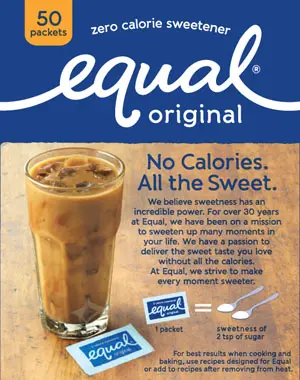 50
packets
zero calorie sweetener
equal®
original
No Calories.
All the Sweet.
We believe sweetness has an
incredible power. For over 30 years
at Equal, we have been on a mission
to sweeten up many moments in
your life. We have a passion to
deliver the sweet taste you love
without all the calories.
At Equal, we strive to make
every moment sweeter.
equal
original
equal
original
1 packet
=
sweetness of
2 tsp of sugar
For best results when cooking and
baking, use recipes designed for Equal
or add to recipes after removing from heat.